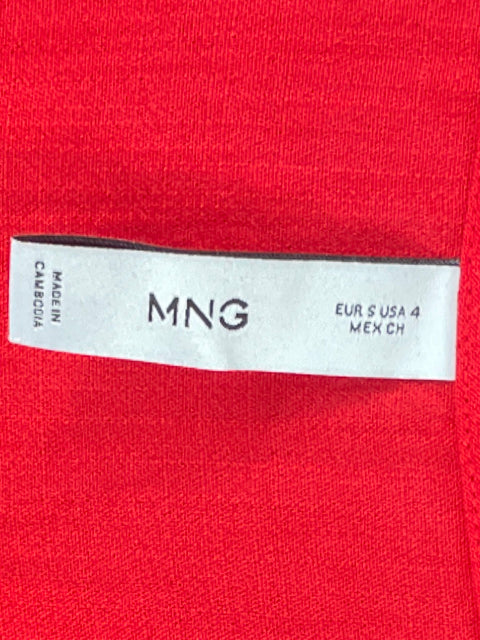 MADE IN
CAMBODIA
MNG
EUR S USA 4
MEX CH